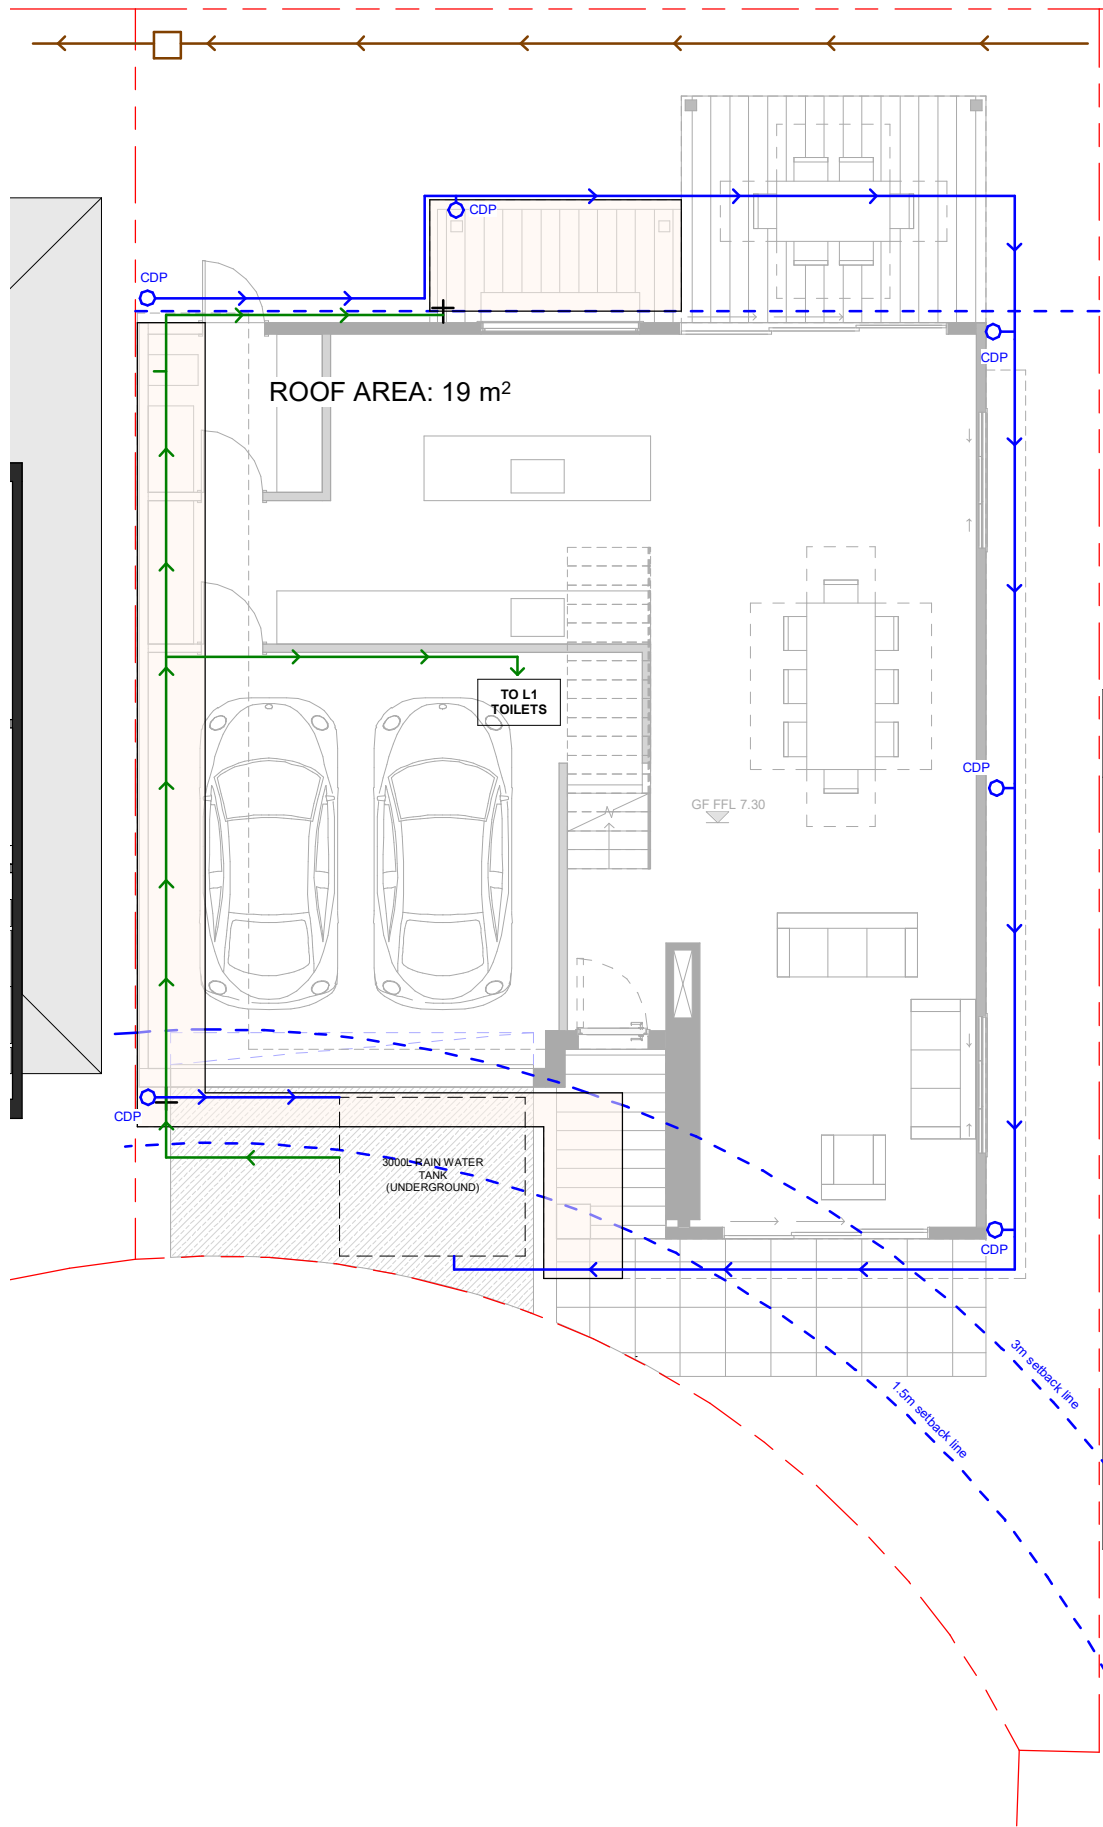 CDP
CDP
CDP
ROOF AREA: 19 m²
TO L1
TOILETS
CDP
GF FFL 7.30
CDP
3000L RAIN WATER
TANK
(UNDERGROUND)
CDP
3m setback line
1.5m setback line